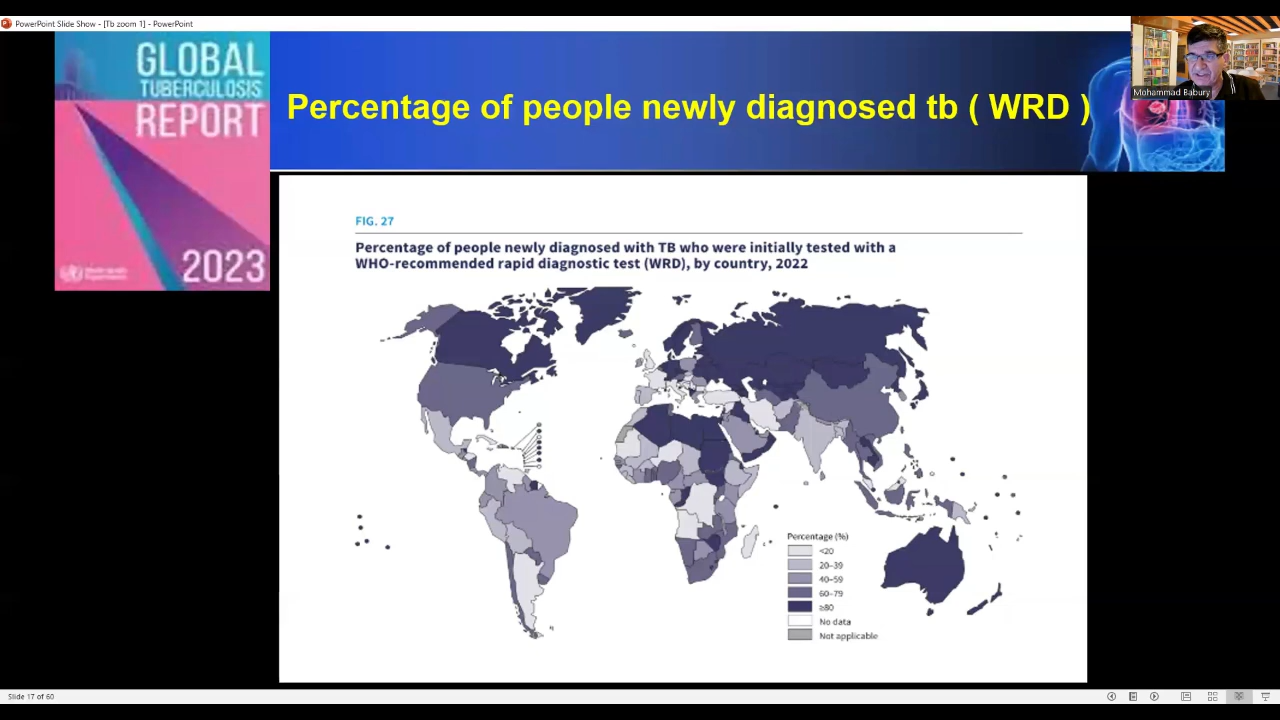 PowerPoint Slide Show - [Tb zoom 1] - PowerPoint
GLOBAL
TUBERCULOSIS
REPORT
2023
Percentage of people newly diagnosed tb ( WRD )
Mohammad Babury
FIG. 27
Percentage of people newly diagnosed with TB who were initially tested with a
WHO-recommended rapid diagnostic test (WRD), by country, 2022
Percentage (%)
<20
20–39
40–59
60–79
≥80
No data
Not applicable
Slide 17 of 60